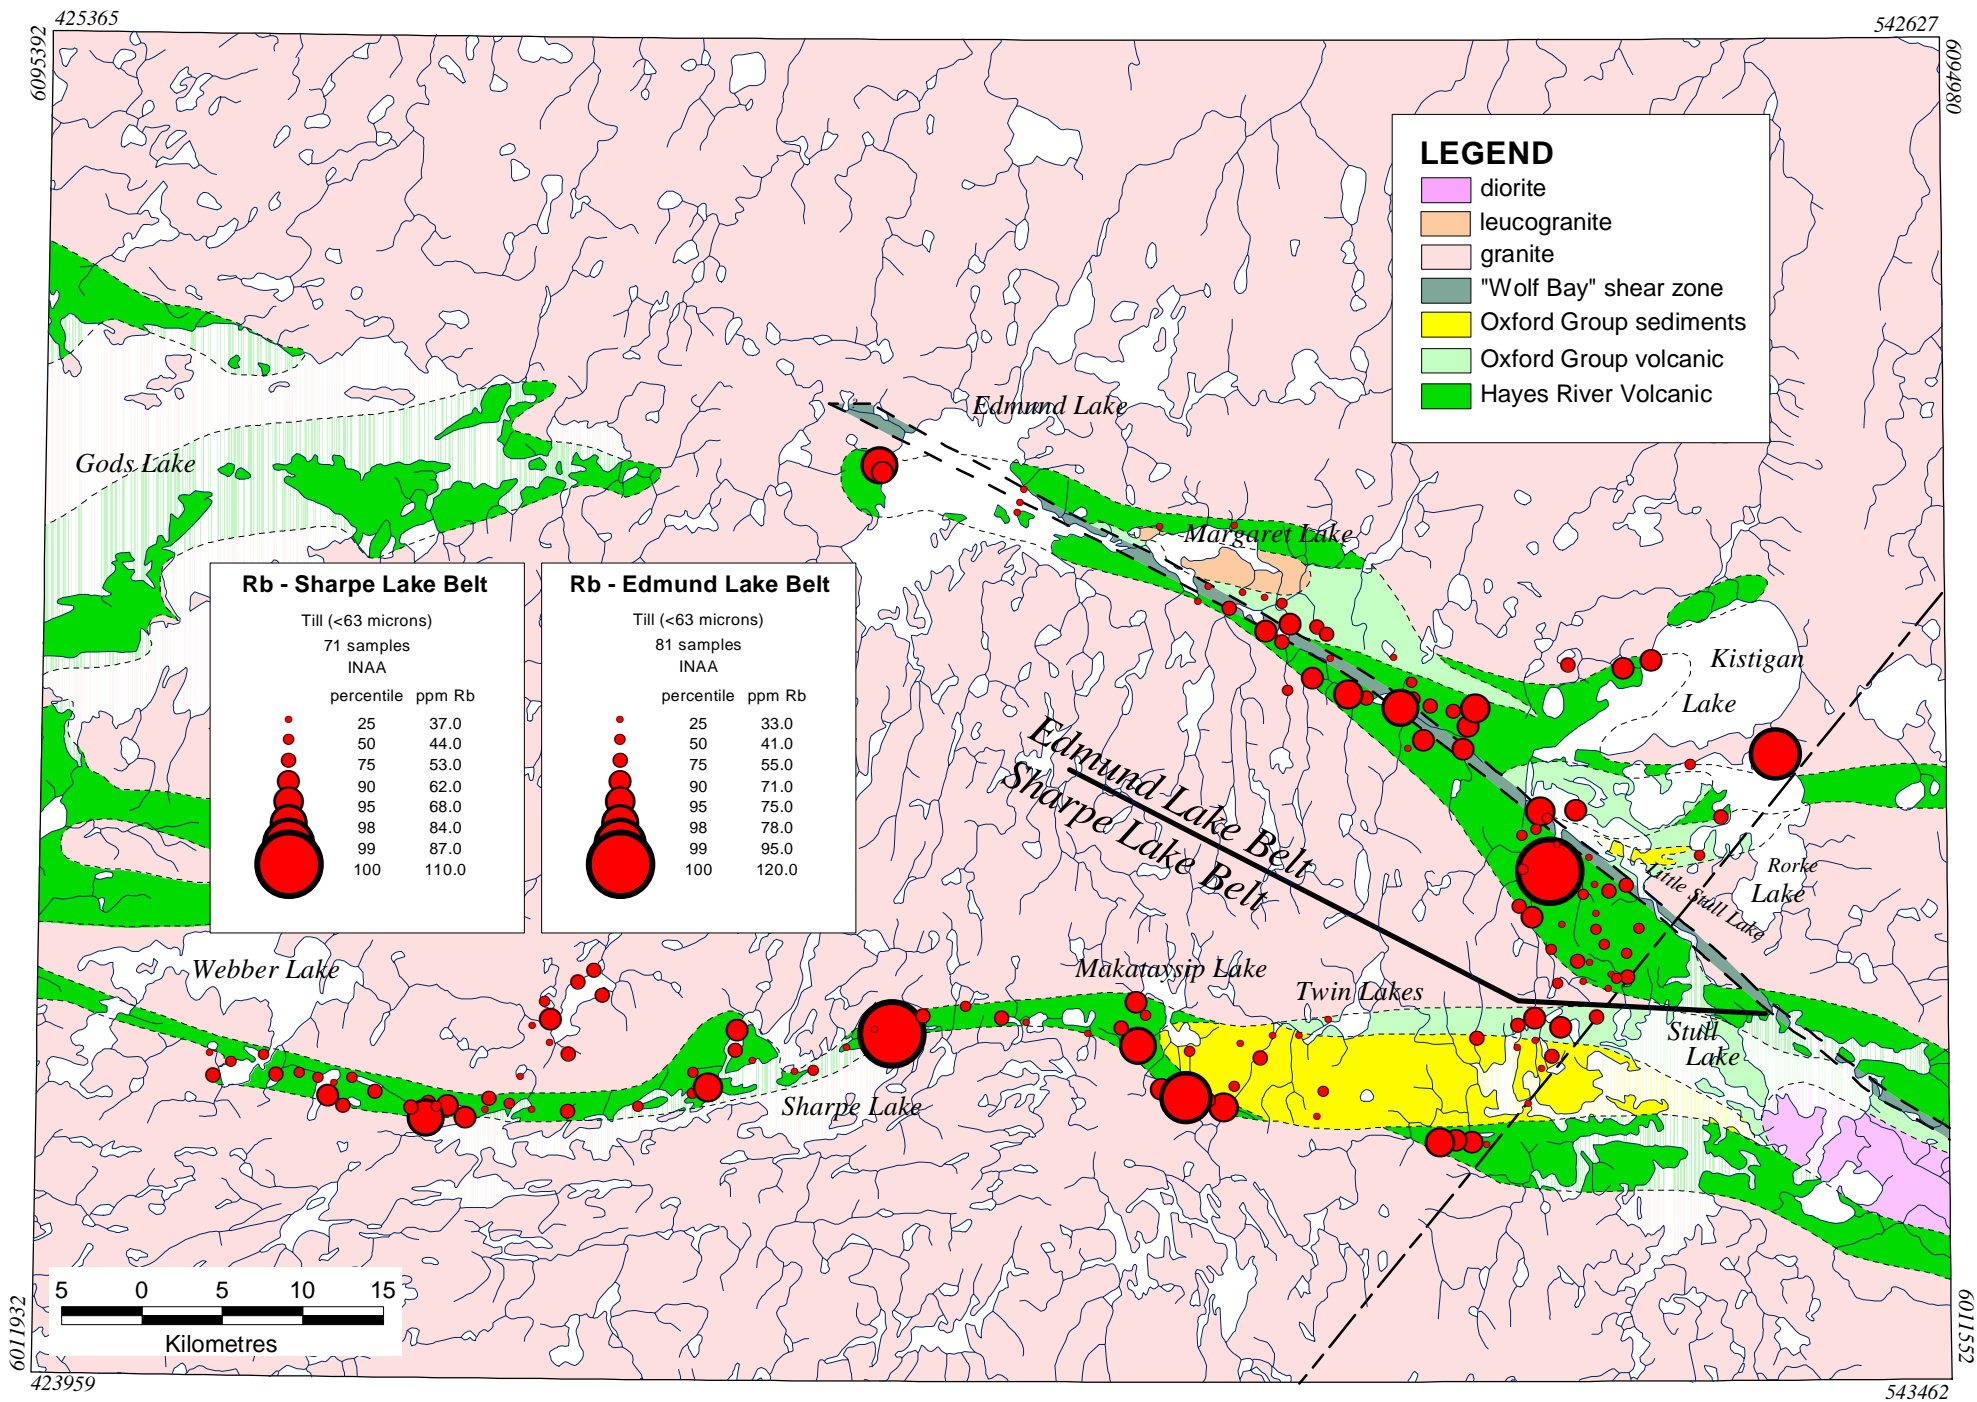 425365
542627
6095392
6094980
LEGEND
diorite
leucogranite
granite
"Wolf Bay" shear zone
Oxford Group sediments
Oxford Group volcanic
Hayes River Volcanic
Edmund Lake
Gods Lake
Margaret Lake
Kistigan
Lake
Rb - Sharpe Lake Belt
Till (<63 microns)
71 samples
INAA
percentile ppm Rb
25 37.0
50 44.0
75 53.0
90 62.0
95 68.0
98 84.0
99 87.0
100 110.0
Rb - Edmund Lake Belt
Till (<63 microns)
81 samples
INAA
percentile ppm Rb
25 33.0
50 41.0
75 55.0
90 71.0
95 75.0
98 78.0
99 95.0
100 120.0
Edmund Lake Belt
Sharpe Lake Belt
Rorke
Lake
Little Stull Lake
Webber Lake
Makataysip Lake
Twin Lakes
Stull
Lake
Sharpe Lake
5 0 5 10 15
Kilometres
6011932
6011552
423959
543462